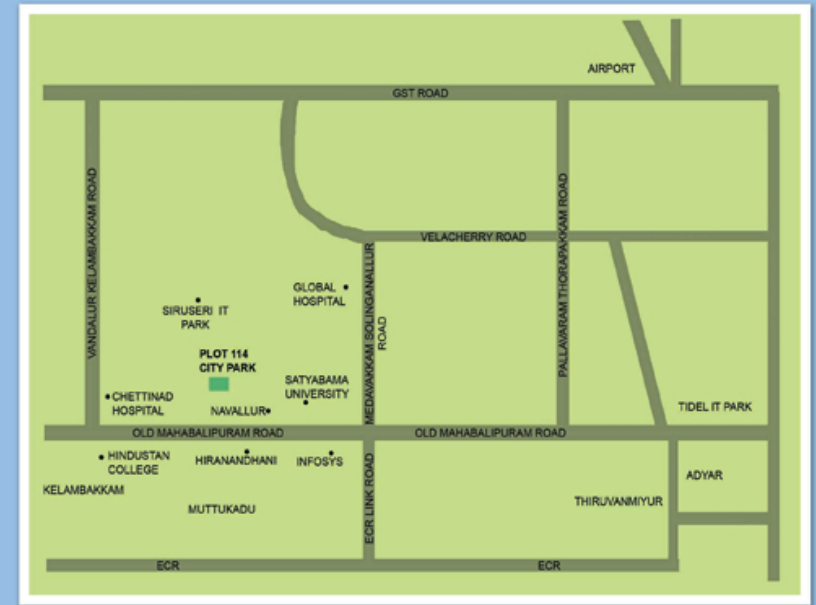 AIRPORT
GST ROAD
VANDALUR KELAMBAKKAM ROAD
PALLAVARAM THORAPAKKAM ROAD
VELACHERRY ROAD
MEDAVAKKAM SOLINGANALLUR
ROAD
GLOBAL
HOSPITAL
SIRUSERI IT
PARK
PLOT 114
CITY PARK
SATYABAMA
UNIVERSITY
CHETTINAD
HOSPITAL
NAVALLUR
TIDEL IT PARK
OLD MAHABALIPURAM ROAD
OLD MAHABALIPURAM ROAD
HINDUSTAN
COLLEGE
HIRANANDHANI
INFOSYS
ECR LINK ROAD
ADYAR
KELAMBAKKAM
THIRUVANMIYUR
MUTTUKADU
ECR
ECR